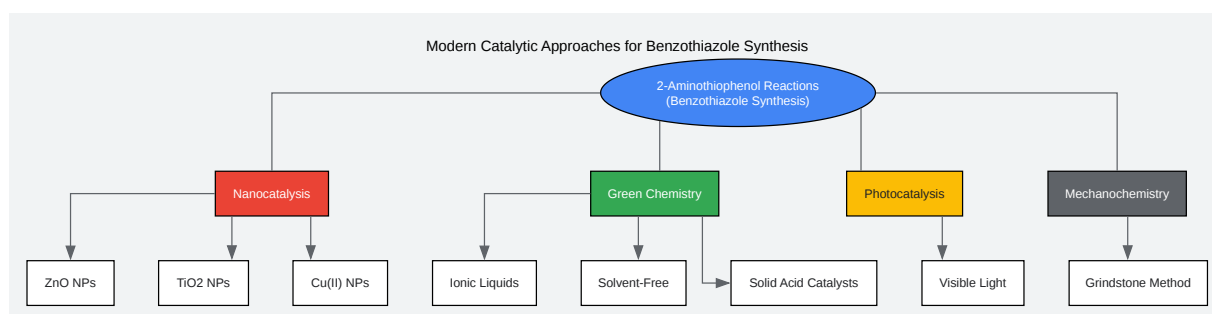 Modern Catalytic Approaches for Benzothiazole Synthesis
2-Aminothiophenol Reactions
(Benzothiazole Synthesis)
Nanocatalysis
Green Chemistry
Photocatalysis
Mechanochemistry
ZnO NPs
TiO2 NPs
Cu(II) NPs
Ionic Liquids
Solvent-Free
Solid Acid Catalysts
Visible Light
Grindstone Method